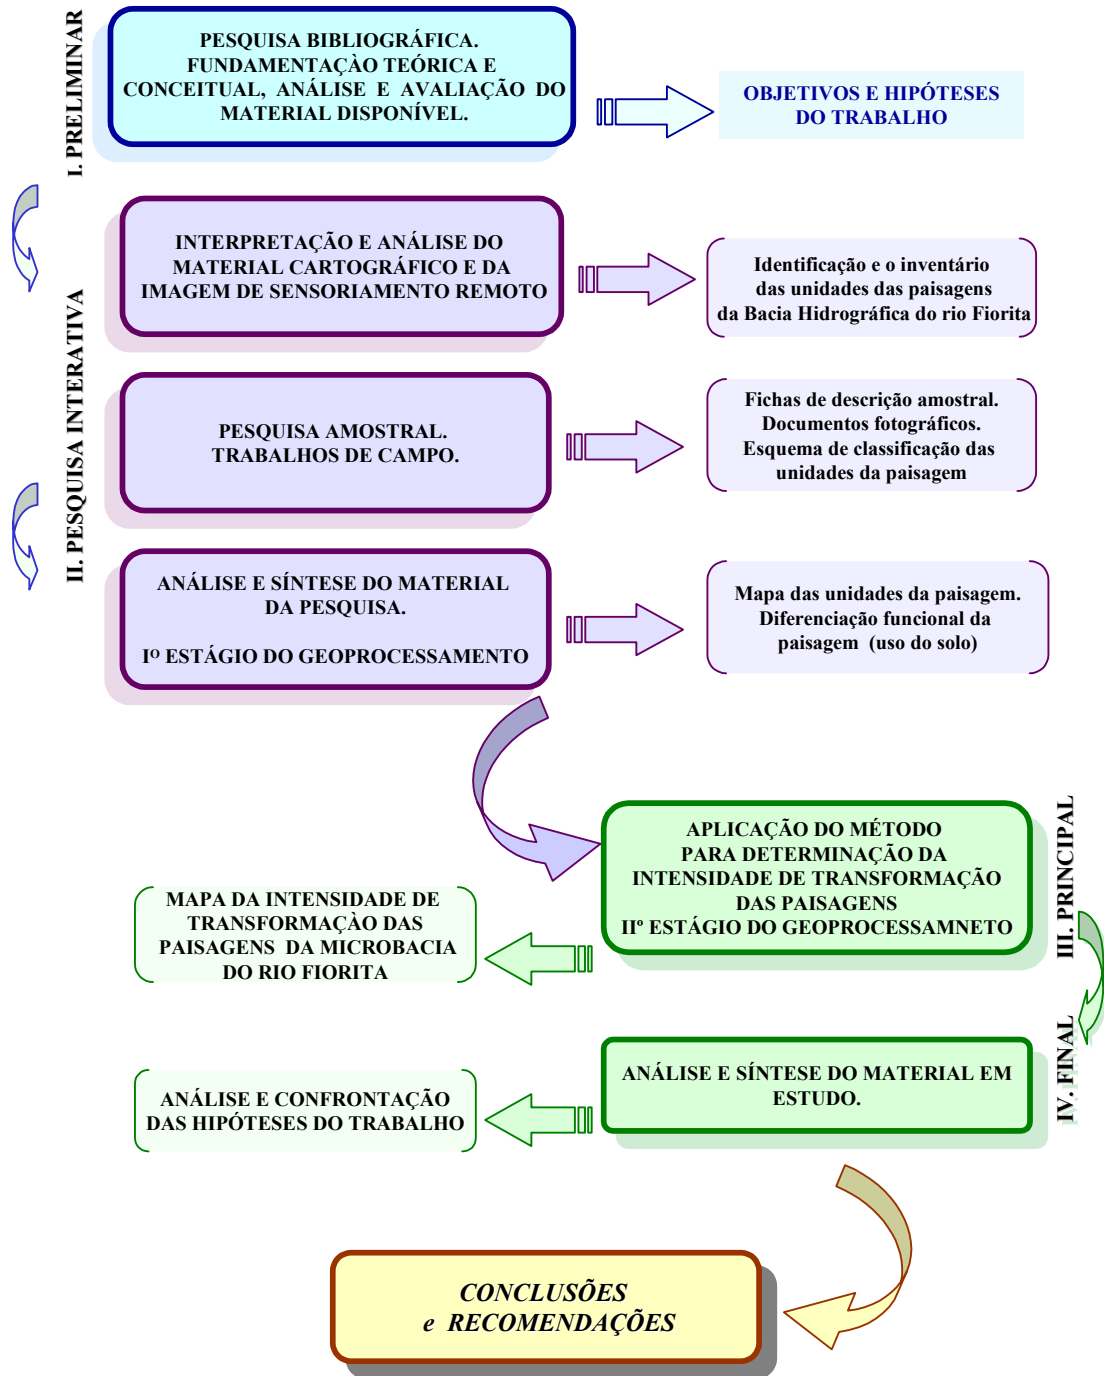 I. PRELIMINAR
PESQUISA BIBLIOGRÁFICA.
FUNDAMENTAÇÀO TEÓRICA E
CONCEITUAL, ANÁLISE E AVALIAÇÃO DO
MATERIAL DISPONÍVEL.
OBJETIVOS E HIPÓTESES
DO TRABALHO
II. PESQUISA INTERATIVA
INTERPRETAÇÃO E ANÁLISE DO
MATERIAL CARTOGRÁFICO E DA
IMAGEM DE SENSORIAMENTO REMOTO
Identificação e o inventário
das unidades das paisagens
da Bacia Hidrográfica do rio Fiorita
PESQUISA AMOSTRAL.
TRABALHOS DE CAMPO.
Fichas de descrição amostral.
Documentos fotográficos.
Esquema de classificação das
unidades da paisagem
ANÁLISE E SÍNTESE DO MATERIAL
DA PESQUISA.
Iº ESTÁGIO DO GEOPROCESSAMENTO
Mapa das unidades da paisagem.
Diferenciação funcional da
paisagem (uso do solo)
III. PRINCIPAL
APLICAÇÃO DO MÉTODO
PARA DETERMINAÇÃO DA
INTENSIDADE DE TRANSFORMAÇÃO
DAS PAISAGENS
IIº ESTÁGIO DO GEOPROCESSAMNETO
MAPA DA INTENSIDADE DE
TRANSFORMAÇÀO DAS
PAISAGENS DA MICROBACIA
DO RIO FIORITA
IV. FINAL
ANÁLISE E SÍNTESE DO MATERIAL EM
ESTUDO.
ANÁLISE E CONFRONTAÇÃO
DAS HIPÓTESES DO TRABALHO
CONCLUSÕES
e RECOMENDAÇÕES